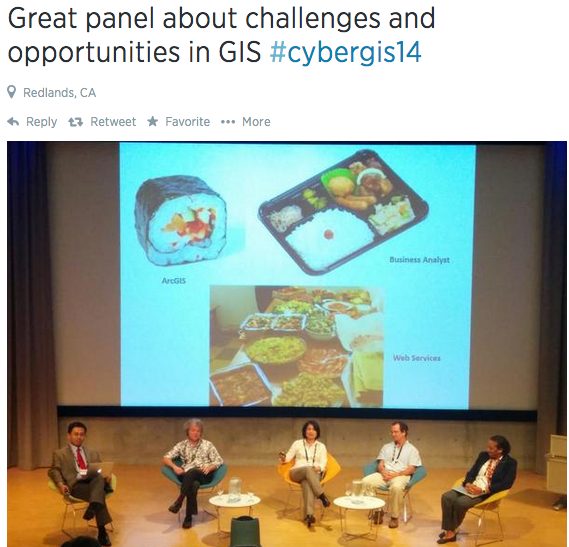 Great panel about challenges and
opportunities in GIS #cybergis14
Redlands, CA
Reply Retweet Favorite More
ArcGIS
Business Analyst
Web Services